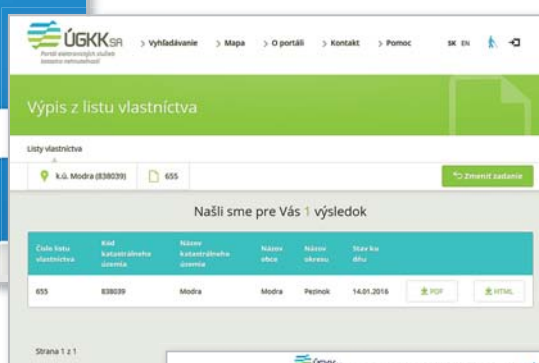 ÚGKK SR
Portál elektronických služieb
katastra nehnuteľností
> Vyhľadávanie > Mapa > O portáli > Kontakt > Pomoc SK EN
Výpis z listu vlastníctva
Listy vlastníctva
k.ú. Modra (838039) 655 Zmeniť zadanie
Našli sme pre Vás 1 výsledok
Číslo listu vlastníctva Kód katastrálneho územia Názov katastrálneho územia Názov obce Názov okresu Stav ku dňu
655 838039 Modra Modra Pezinok 14.01.2016 PDF HTML
Strana 1 z 1
ÚGKK